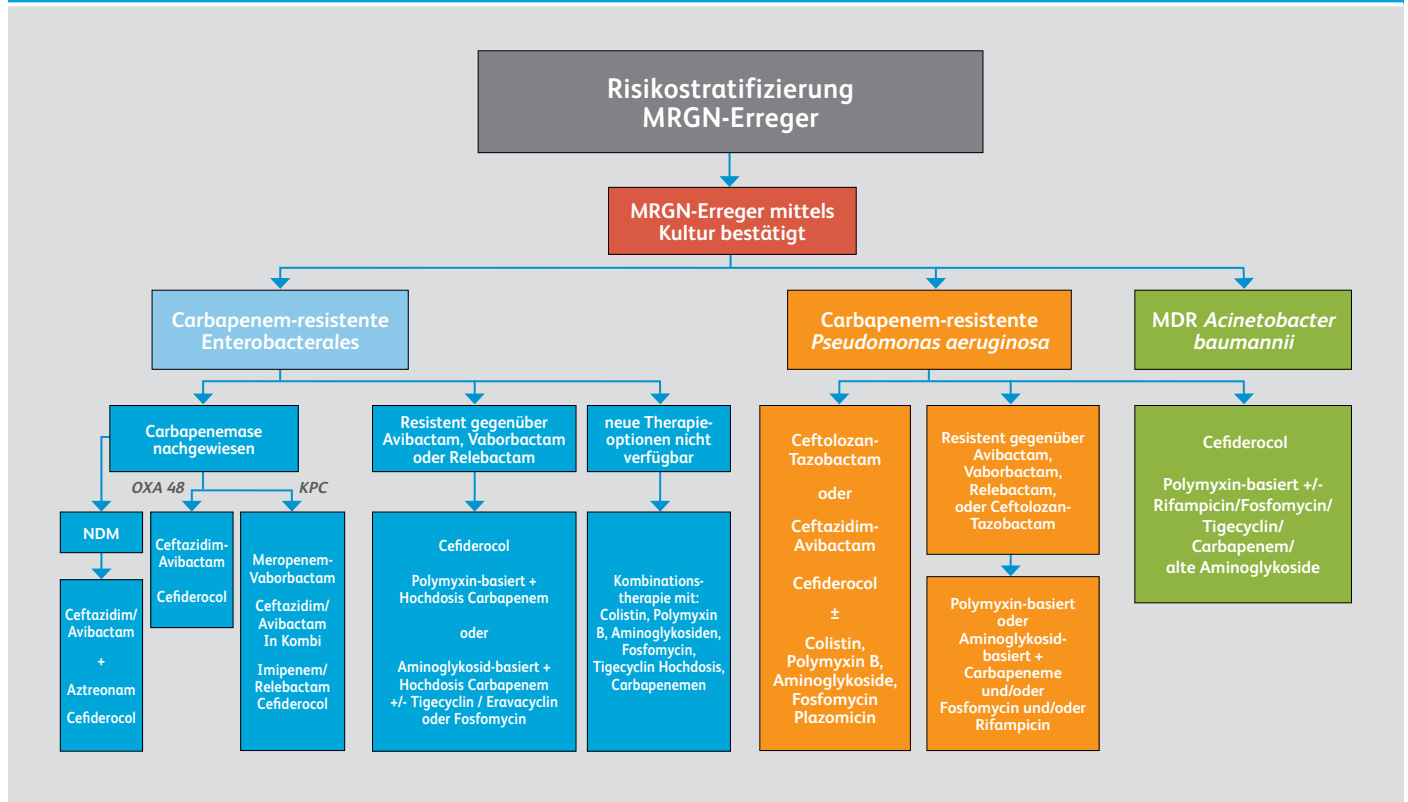 Risikostratifizierung
MRGN-Erreger
MRGN-Erreger mittels
Kultur bestätigt
Carbapenem-resistente
Enterobacterales
Carbapenem-resistente
Pseudomonas aeruginosa
MDR Acinetobacter
baumannii
Carbapenemase
nachgewiesen
Resistent gegenüber
Avibactam, Vaborbactam
oder Relebactam
neue Therapie-
optionen nicht
verfügbar
OXA 48
KPC
NDM
Ceftazidim/
Avibactam
+
Aztreonam
Cefiderocol
Ceftazidim-
Avibactam
Cefiderocol
Meropenem-
Vaborbactam
Ceftazidim/
Avibactam
In Kombi
Imipenem/
Relebactam
Cefiderocol
Cefiderocol
Polymyxin-basiert +
Hochdosis Carbapenem
oder
Aminoglykosid-basiert +
Hochdosis Carbapenem
+/- Tigecyclin / Eravacyclin
oder Fosfomycin
Kombinations-
therapie mit:
Colistin, Polymyxin
B, Aminoglykosiden,
Fosfomycin,
Tigecyclin Hochdosis,
Carbapenemen
Ceftolozan-
Tazobactam
oder
Ceftazidim-
Avibactam
Cefiderocol
±
Colistin,
Polymyxin B,
Aminoglykoside,
Fosfomycin
Plazomicin
Resistent gegenüber
Avibactam,
Vaborbactam,
Relebactam,
oder Ceftolozan-
Tazobactam
Polymyxin-basiert
oder
Aminoglykosid-
basiert +
Carbapeneme
und/oder
Fosfomycin und/oder
Rifampicin
Cefiderocol
Polymyxin-basiert +/-
Rifampicin/Fosfomycin/
Tigecyclin/
Carbapenem/
alte Aminoglykoside